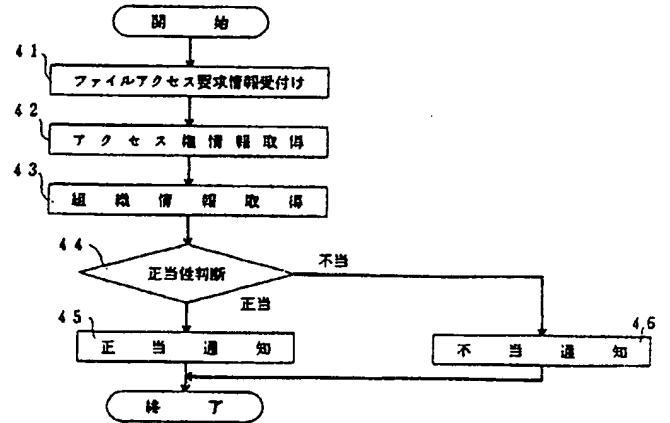 開始
41
ファイルアクセス要求情報受付け
42
アクセス権情報取得
43
組織情報取得
44
正当性判断
不当
正当
45
正当通知
46
不当通知
終了